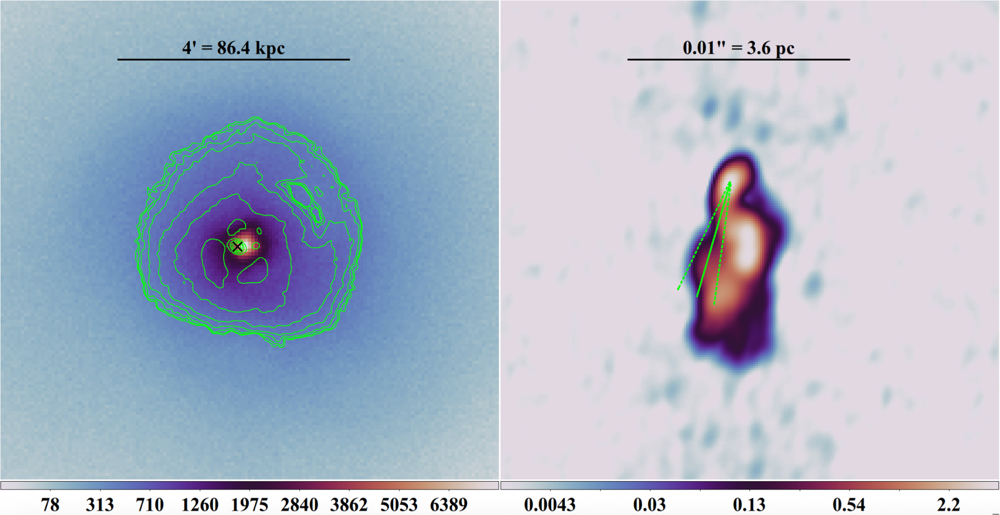 4' = 86.4 kpc
0.01" = 3.6 pc
78 313 710 1260 1975 2840 3862 5053 6389
0.0043 0.03 0.13 0.54 2.2